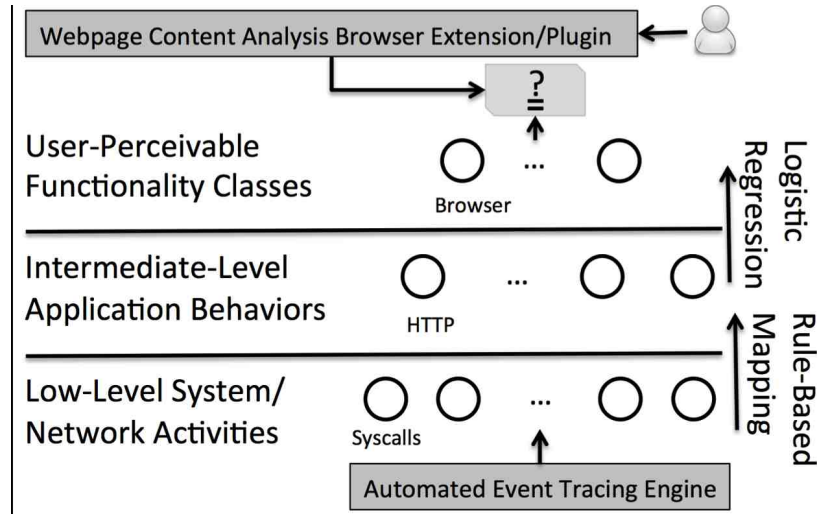 Webpage Content Analysis Browser Extension/Plugin
?
=
User-Perceivable
Functionality Classes
...
Browser
Logistic
Regression
Intermediate-Level
Application Behaviors
...
HTTP
Rule-Based
Mapping
Low-Level System/
Network Activities
...
Syscalls
Automated Event Tracing Engine